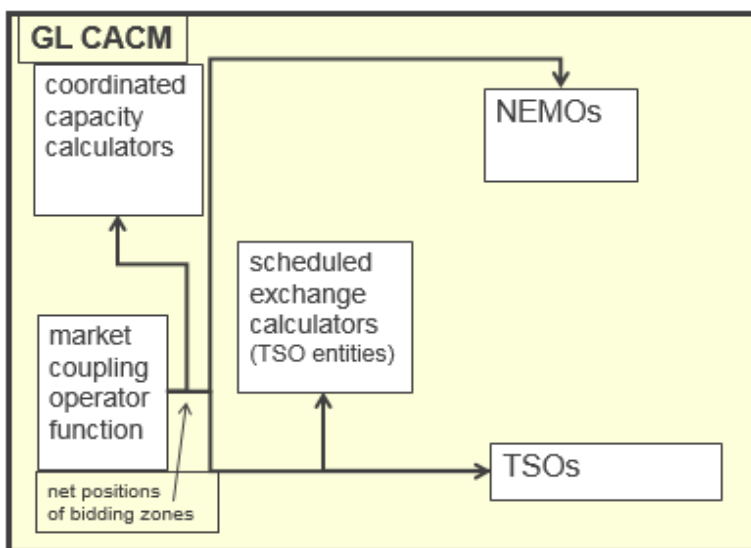 GL CACM
coordinated
capacity
calculators
NEMOs
scheduled
exchange
calculators
(TSO entities)
market
coupling
operator
function
TSOs
net positions
of bidding zones